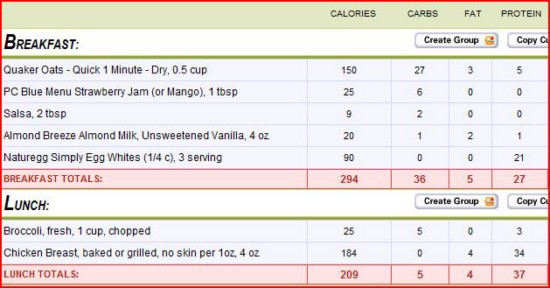 CALORIES CARBS FAT PROTEIN
BREAKFAST: Create Group Copy Cu
Quaker Oats - Quick 1 Minute - Dry, 0.5 cup 150 27 3 5
PC Blue Menu Strawberry Jam (or Mango), 1 tbsp 25 6 0 0
Salsa, 2 tbsp 9 2 0 0
Almond Breeze Almond Milk, Unsweetened Vanilla, 4 oz 20 1 2 1
Naturegg Simply Egg Whites (1/4 c), 3 serving 90 0 0 21
BREAKFAST TOTALS: 294 36 5 27
LUNCH: Create Group Copy Cu
Broccoli, fresh, 1 cup, chopped 25 5 0 3
Chicken Breast, baked or grilled, no skin per 1oz, 4 oz 184 0 4 34
LUNCH TOTALS: 209 5 4 37